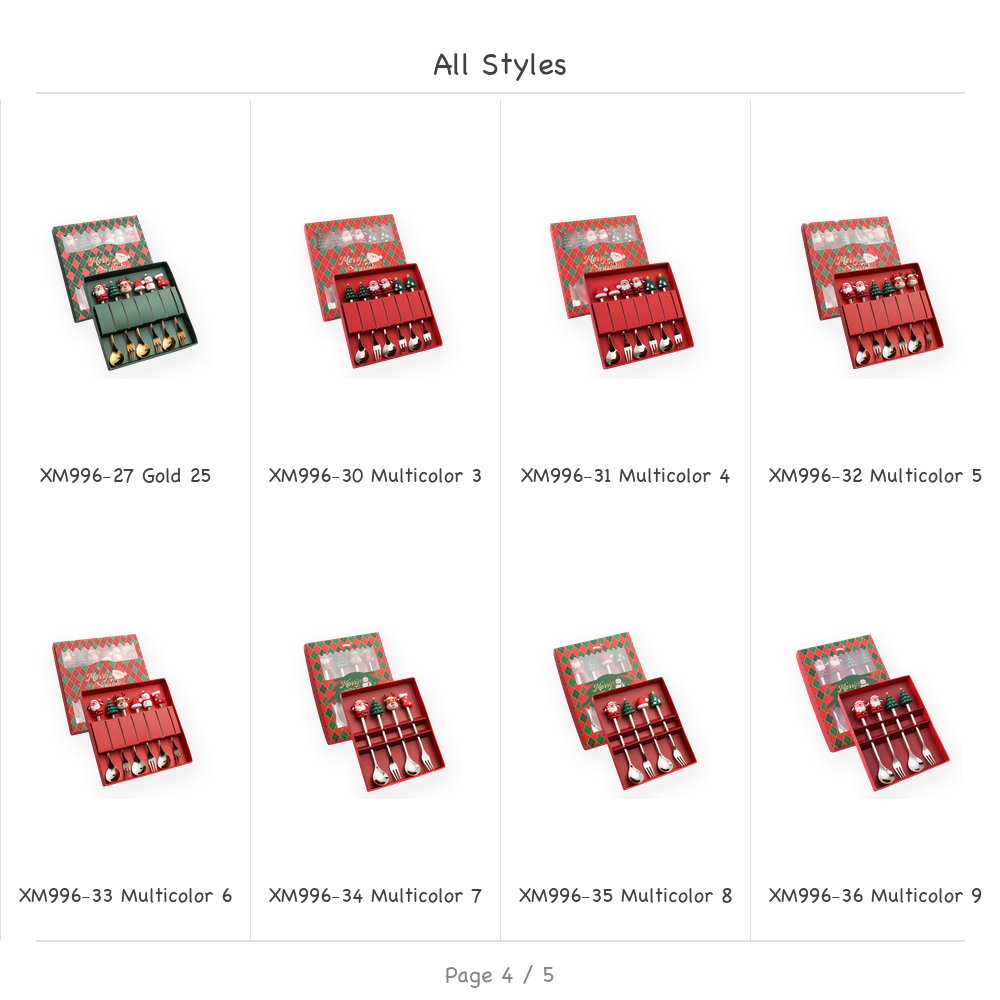 All Styles
XM996-27 Gold 25
XM996-30 Multicolor 3
XM996-31 Multicolor 4
XM996-32 Multicolor 5
XM996-33 Multicolor 6
XM996-34 Multicolor 7
XM996-35 Multicolor 8
XM996-36 Multicolor 9
Page 4 / 5